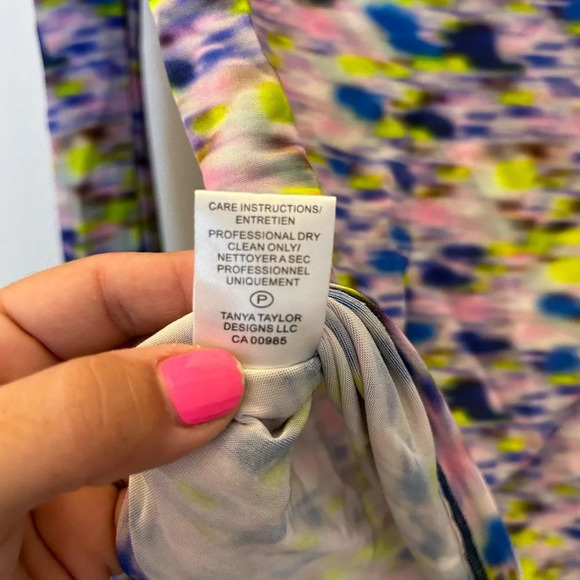 CARE INSTRUCTIONS/
ENTRETIEN
PROFESSIONAL DRY
CLEAN ONLY/
NETTOYER A SEC
PROFESSIONNEL
UNIQUEMENT
P
TANYA TAYLOR
DESIGNS LLC
CA 00985